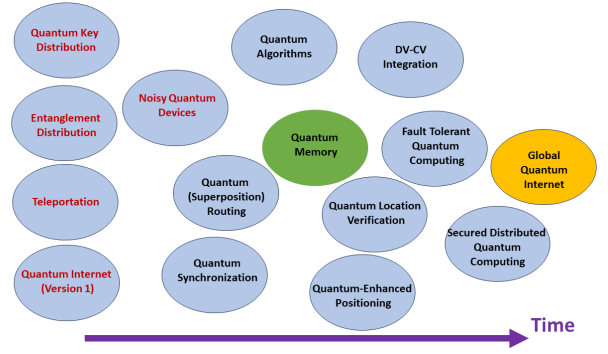 Quantum Key
Distribution
Quantum
Algorithms
DV-CV
Integration
Entanglement
Distribution
Noisy Quantum
Devices
Quantum
Memory
Fault Tolerant
Quantum
Computing
Global
Quantum
Internet
Teleportation
Quantum
(Superposition)
Routing
Quantum Location
Verification
Secured Distributed
Quantum
Computing
Quantum Internet
(Version 1)
Quantum
Synchronization
Quantum-Enhanced
Positioning
Time